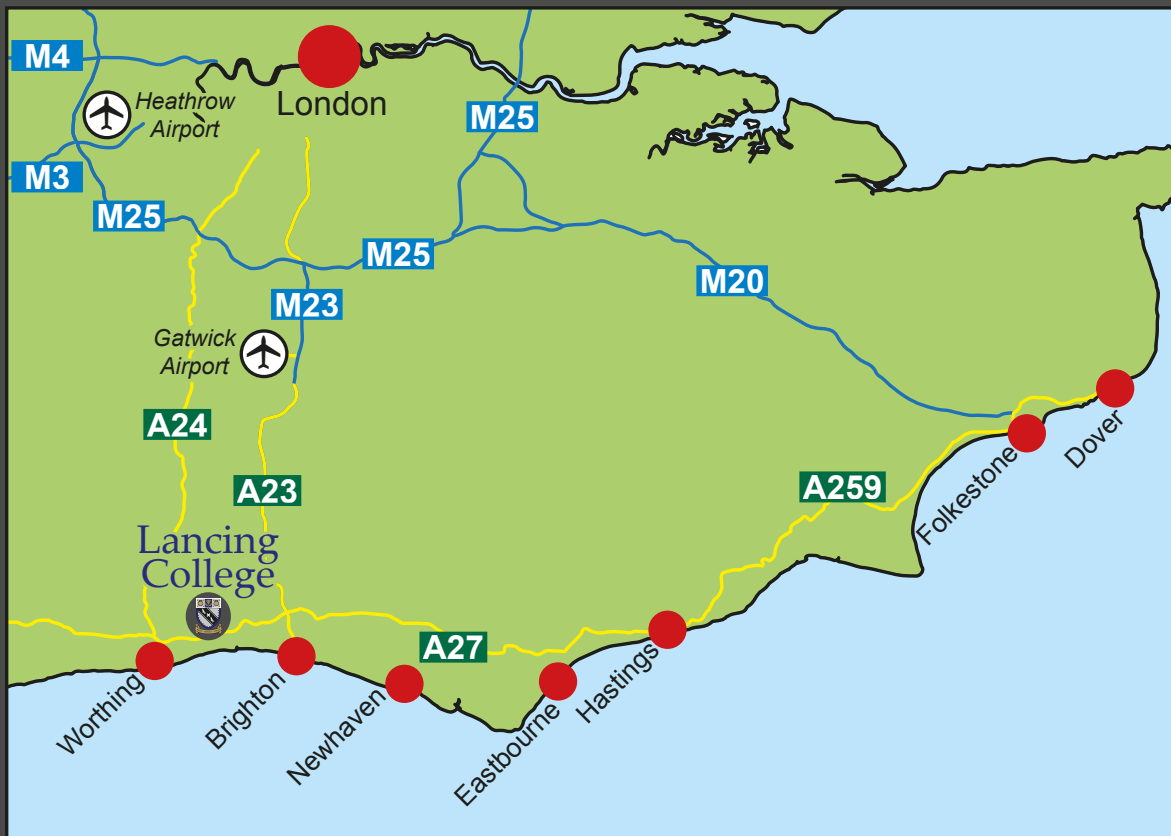 M4
Heathrow
Airport
London
M25
M3
M25
M25
M20
M23
Gatwick
Airport
A24
A23
A259
Lancing
College
A27
Worthing
Brighton
Newhaven
Eastbourne
Hastings
Folkestone
Dover